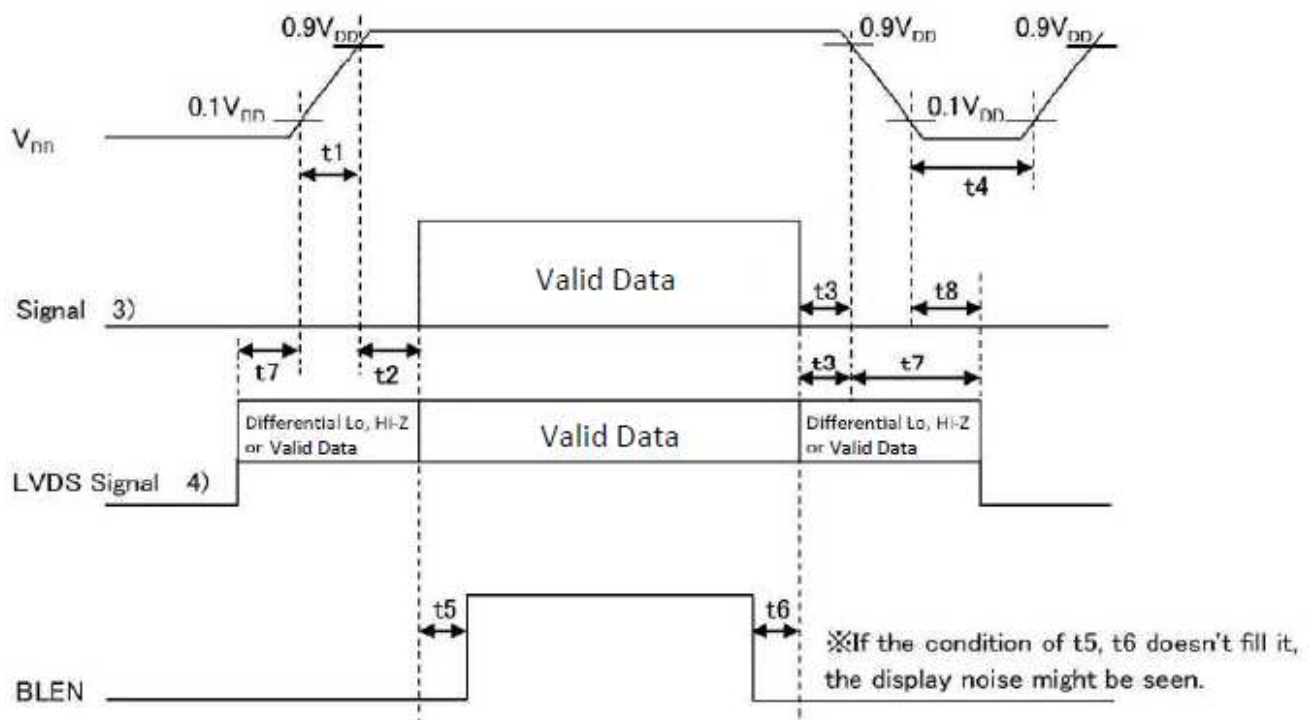 0.9VDD
0.9VDD
0.9VDD
0.1VDD
0.1VDD
VDD
t1
t4
Valid Data
Signal 3)
t3
t8
t7
t2
t3
t7
Differential Lo, Hi-Z
or Valid Data
Valid Data
Differential Lo, Hi-Z
or Valid Data
LVDS Signal 4)
t5
t6
※If the condition of t5, t6 doesn't fill it,
the display noise might be seen.
BLEN